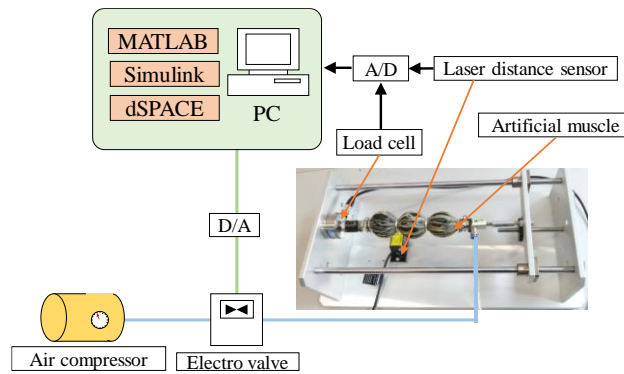 MATLAB
Simulink
dSPACE
PC
A/D
Laser distance sensor
Load cell
Artificial muscle
D/A
Air compressor
Electro valve